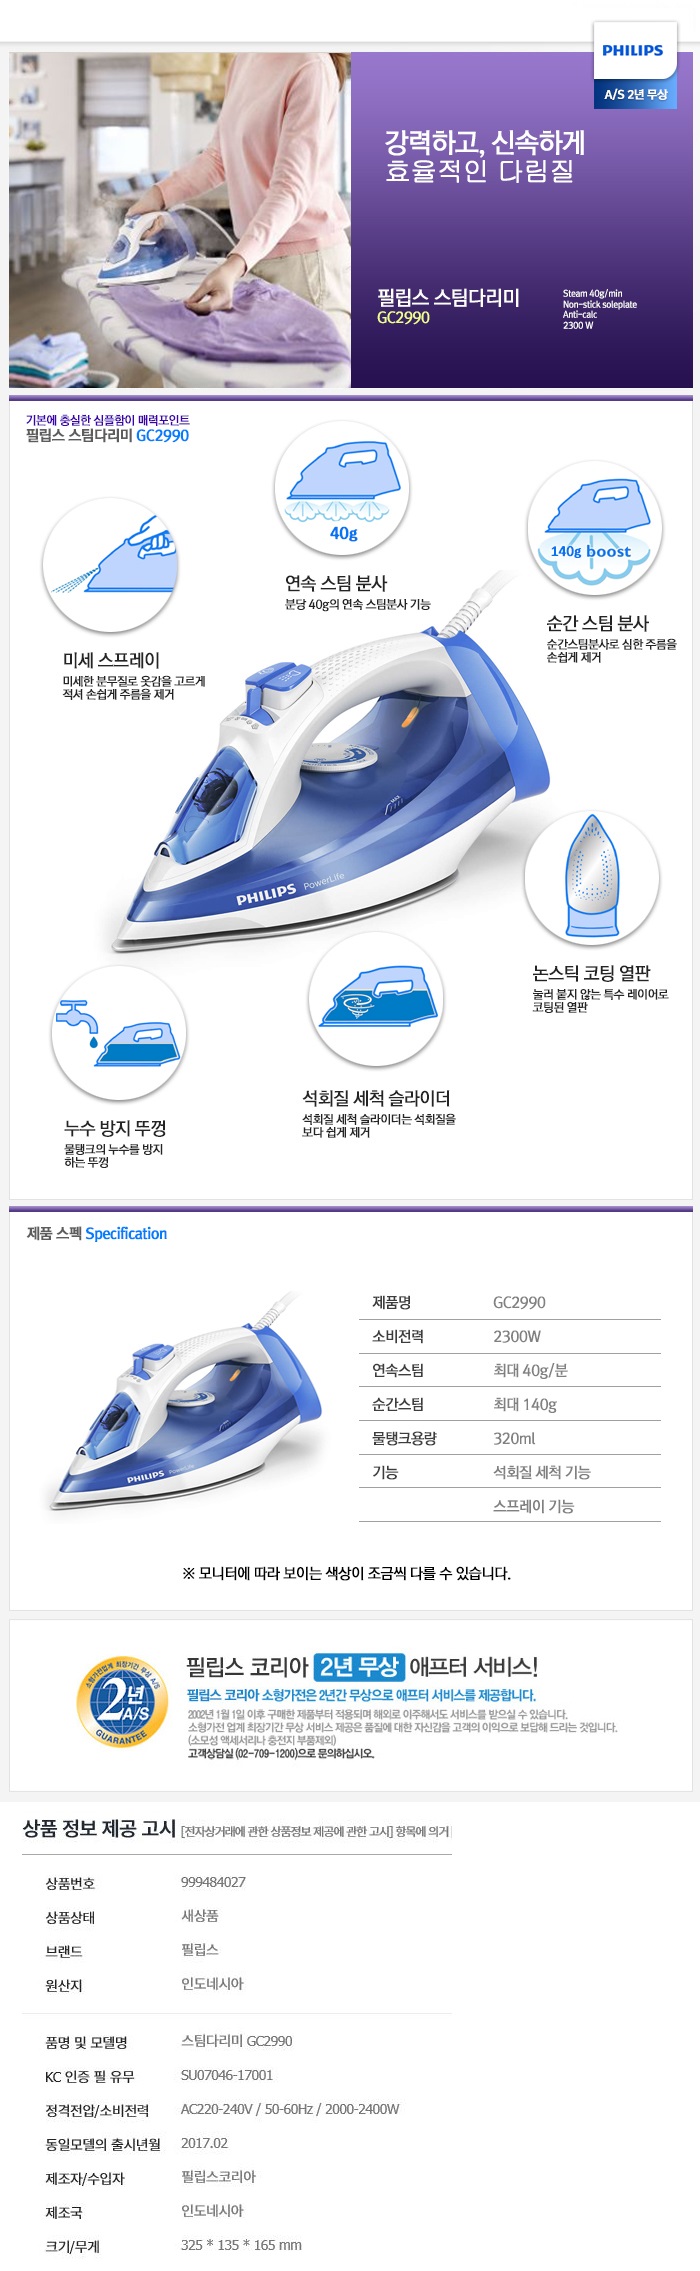 PHILIPS
A/S 2년 무상
강력하고, 신속하게
효율적인 다림질
필립스 스팀다리미
GC2990
Steam 40g/min
Non-stick soleplate
Anti-calc
2300 W
기본에 충실한 심플함이 매력포인트
필립스 스팀다리미 GC2990
40g
연속 스팀 분사
분당 40g의 연속 스팀분사 기능
140g boost
순간 스팀 분사
순간스팀분사로 심한 주름을
손쉽게 제거
미세 스프레이
미세한 분무질로 옷감을 고르게
적셔 손쉽게 주름을 제거
MAX
PHILIPS PowerLife
논스틱 코팅 열판
눌러 붙지 않는 특수 레이어로
코팅된 열판
석회질 세척 슬라이더
석회질 세척 슬라이더는 석회질을
보다 쉽게 제거
누수 방지 뚜껑
물탱크의 누수를 방지
하는 뚜껑
제품 스펙 Specification
제품명 GC2990
소비전력 2300W
연속스팀 최대 40g/분
순간스팀 최대 140g
물탱크용량 320ml
기능 석회질 세척 기능
스프레이 기능
PHILIPS PowerLife
※ 모니터에 따라 보이는 색상이 조금씩 다를 수 있습니다.
소형가전업계 최장기간 무상 A/S
2년
A/S
GUARANTEE
필립스 코리아 2년 무상 애프터 서비스!
필립스 코리아 소형가전은 2년간 무상으로 애프터 서비스를 제공합니다.
2002년 1월 1일 이후 구매한 제품부터 적용되며 해외로 이주해서도 서비스를 받으실 수 있습니다.
소형가전 업계 최장기간 무상 서비스 제공은 품질에 대한 자신감을 고객의 이익으로 보답해 드리는 것입니다.
(소모성 액세서리나 충전지 부품제외)
고객상담실 (02-709-1200)으로 문의하십시오.
상품 정보 제공 고시 [전자상거래에 관한 상품정보 제공에 관한 고시] 항목에 의거
상품번호 999484027
상품상태 새상품
브랜드 필립스
원산지 인도네시아
품명 및 모델명 스팀다리미 GC2990
KC 인증 필 유무 SU07046-17001
정격전압/소비전력 AC220-240V / 50-60Hz / 2000-2400W
동일모델의 출시년월 2017.02
제조자/수입자 필립스코리아
제조국 인도네시아
크기/무게 325 * 135 * 165 mm